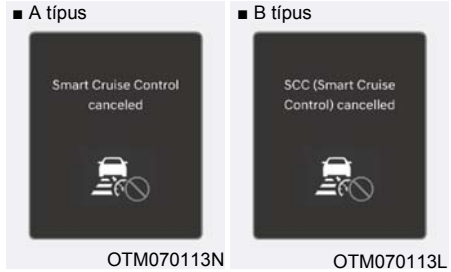 ■ A típus
Smart Cruise Control
canceled
OTM070113N
■ B típus
SCC (Smart Cruise
Control) cancelled
OTM070113L